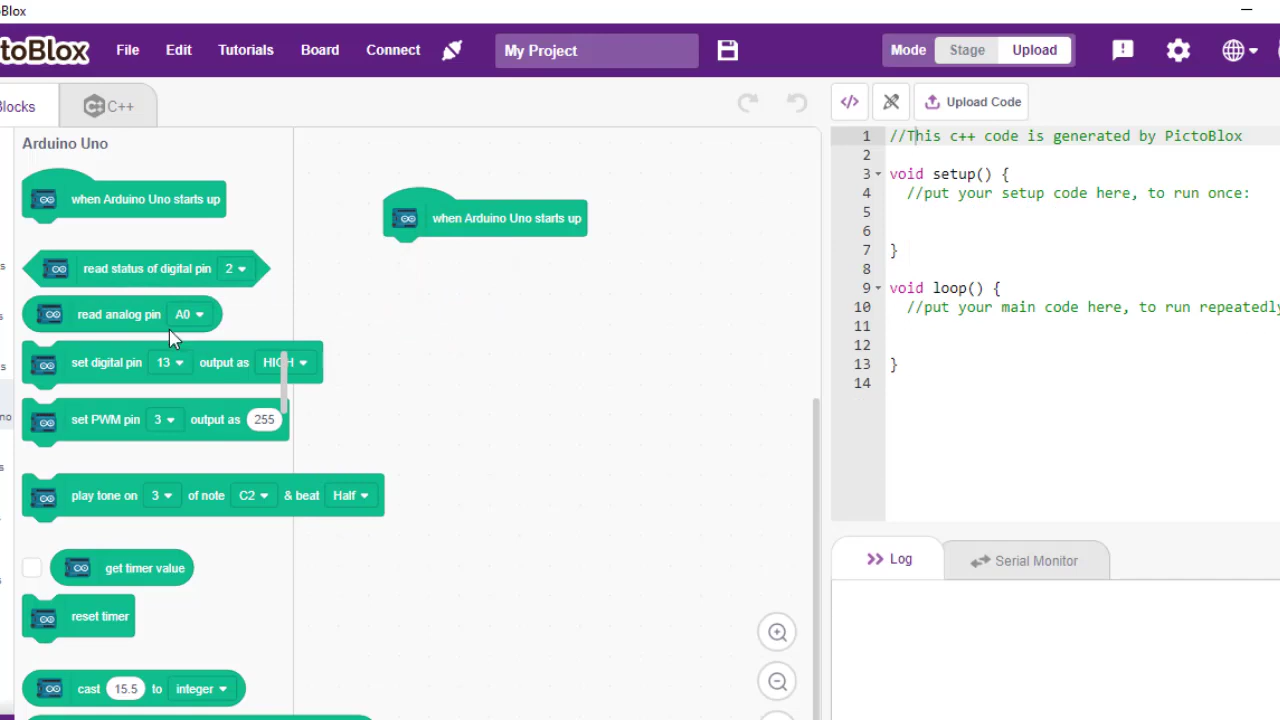 oBlox
toBlox File Edit Tutorials Board Connect My Project Mode Stage Upload
Blocks C++ </> Upload Code
Arduino Uno
when Arduino Uno starts up
read status of digital pin 2
read analog pin A0
set digital pin 13 output as HIGH
set PWM pin 3 output as 255
play tone on 3 of note C2 & beat Half
get timer value
reset timer
cast 15.5 to integer
when Arduino Uno starts up
1 //This c++ code is generated by PictoBlox
2
3 void setup() {
4 //put your setup code here, to run once:
5
6
7 }
8
9 void loop() {
10 //put your main code here, to run repeatedly
11
12
13 }
14
Log Serial Monitor